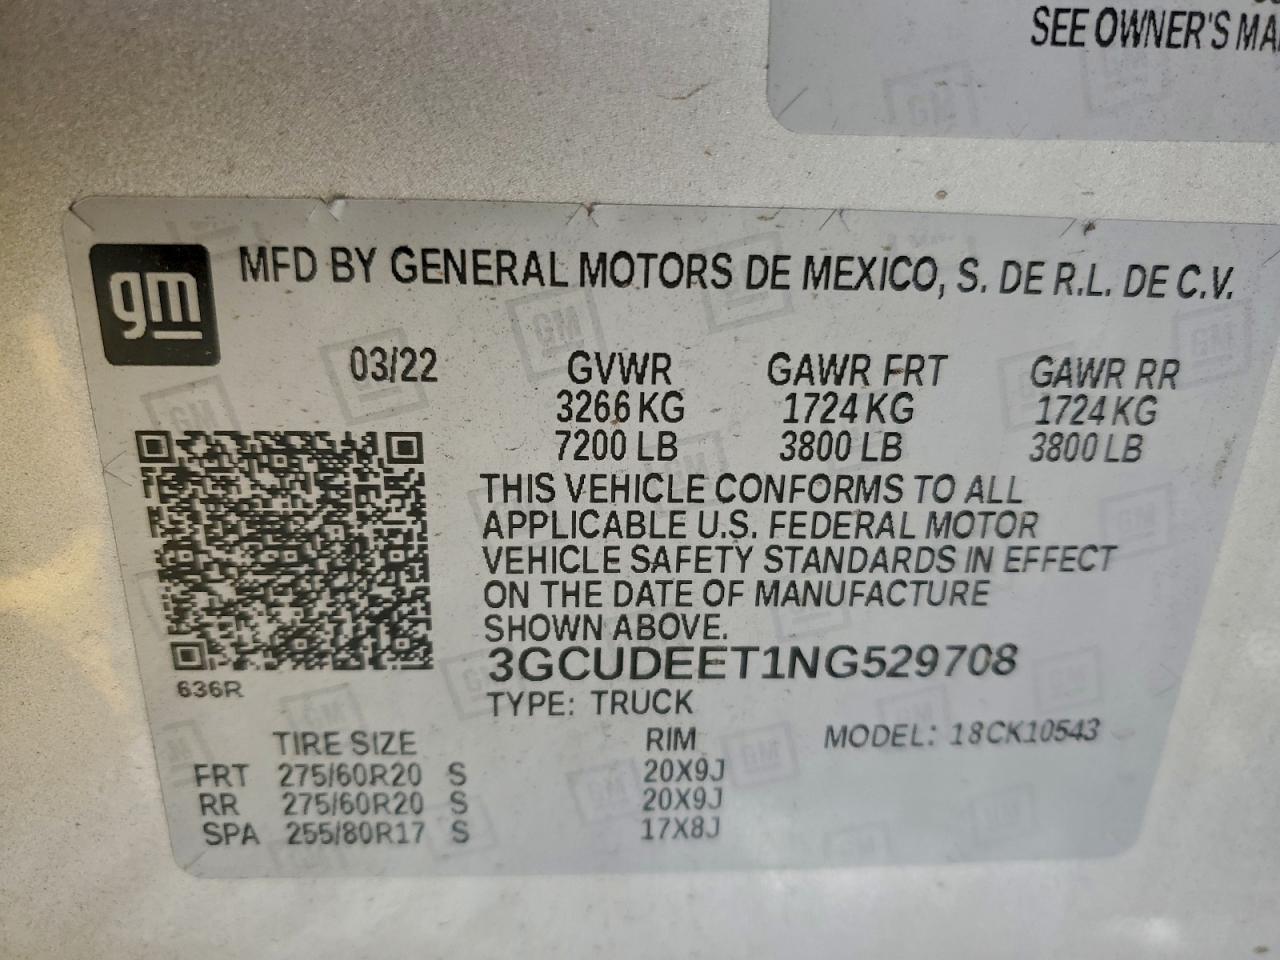 SEE OWNER'S MA
gm
MFD BY GENERAL MOTORS DE MEXICO, S. DE R.L. DE C.V.
03/22 GVWR GAWR FRT GAWR RR
3266 KG 1724 KG 1724 KG
7200 LB 3800 LB 3800 LB
THIS VEHICLE CONFORMS TO ALL
APPLICABLE U.S. FEDERAL MOTOR
VEHICLE SAFETY STANDARDS IN EFFECT
ON THE DATE OF MANUFACTURE
SHOWN ABOVE.
3GCUDEET1NG529708
636R
TYPE: TRUCK
TIRE SIZE RIM MODEL: 18CK10543
FRT 275/60R20 S 20X9J
RR 275/60R20 S 20X9J
SPA 255/80R17 S 17X8J